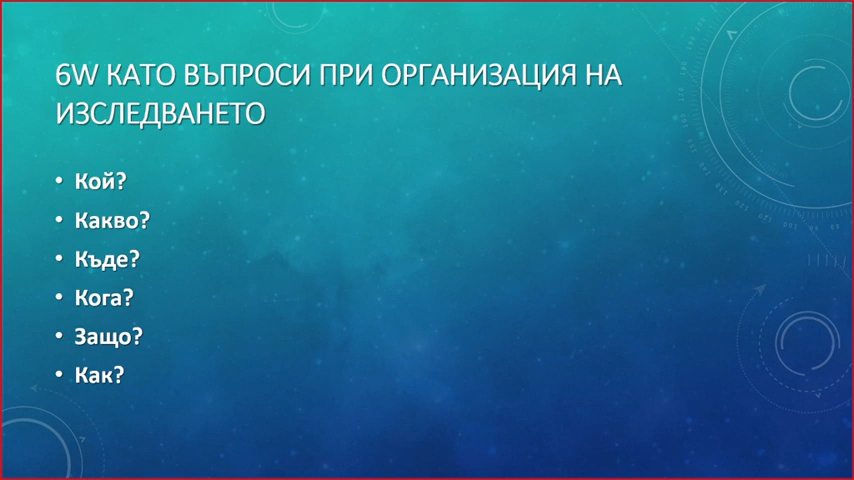 6W КАТО ВЪПРОСИ ПРИ ОРГАНИЗАЦИЯ НА
ИЗСЛЕДВАНЕТО
• Кой?
• Какво?
• Къде?
• Кога?
• Защо?
• Как?